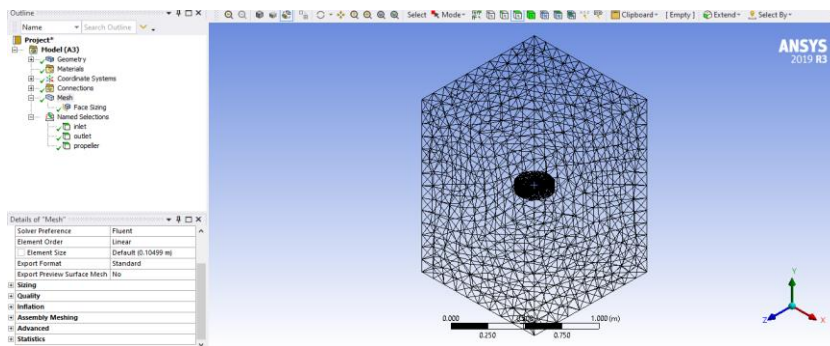 Outline
Name
Search Outline
Project*
Model (A3)
Geometry
Materials
Coordinate Systems
Connections
Mesh
Face Sizing
Named Selections
inlet
outlet
propeller
Select Mode Clipboard [ Empty ] Extend Select By
ANSYS
2019 R3
Details of "Mesh"
Solver Preference Fluent
Element Order Linear
Element Size Default (0.10499 m)
Export Format Standard
Export Preview Surface Mesh No
Sizing
Quality
Inflation
Assembly Meshing
Advanced
Statistics
0.000 0.500 1.000 (m)
0.250 0.750
Y
Z X